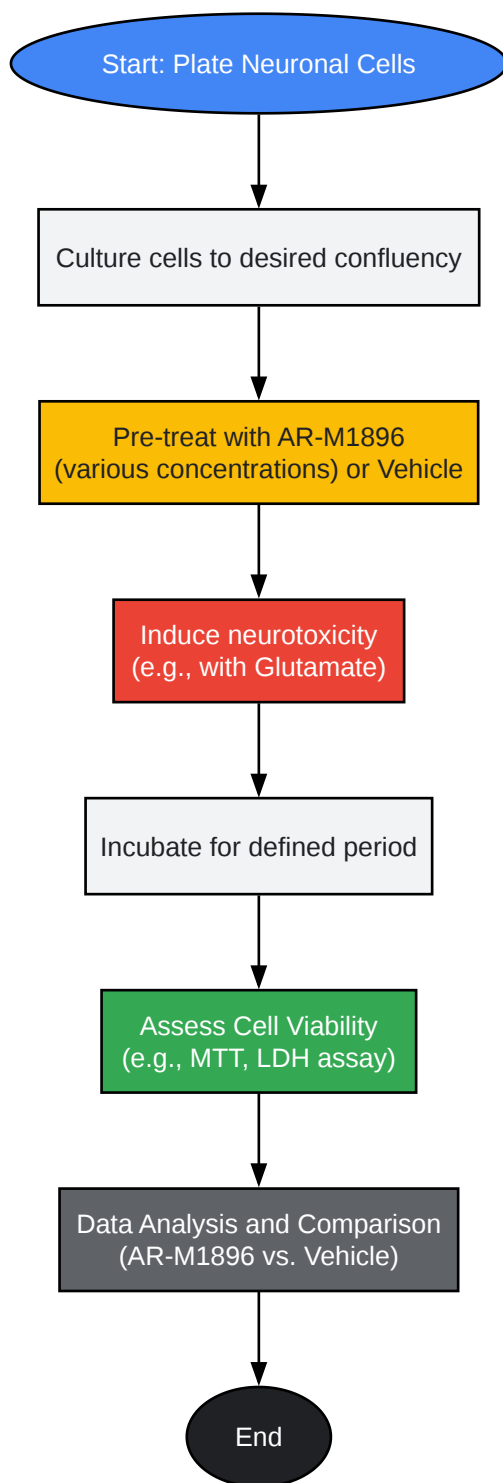 Start: Plate Neuronal Cells
Culture cells to desired confluency
Pre-treat with AR-M1896
(various concentrations) or Vehicle
Induce neurotoxicity
(e.g., with Glutamate)
Incubate for defined period
Assess Cell Viability
(e.g., MTT, LDH assay)
Data Analysis and Comparison
(AR-M1896 vs. Vehicle)
End